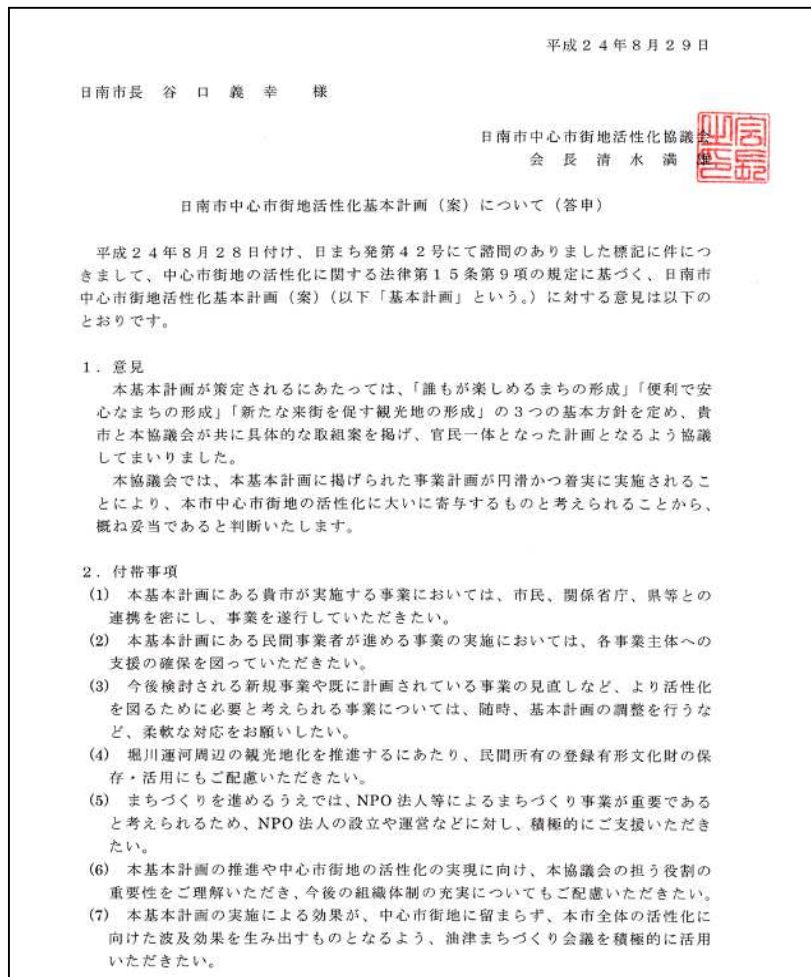 平成２４年８月２９日
日南市長　谷　口　義　幸　　様
日南市中心市街地活性化協議会
会　長　清　水　満　雄
会長之印
日南市中心市街地活性化基本計画（案）について（答申）
平成２４年８月２８日付け、日まち発第４２号にて諮問のありました標記に件につ
きまして、中心市街地の活性化に関する法律第１５条第９項の規定に基づく、日南市
中心市街地活性化基本計画（案）（以下「基本計画」という。）に対する意見は以下の
とおりです。
１．意見
本基本計画が策定されるにあたっては、「誰もが楽しめるまちの形成」「便利で安
心なまちの形成」「新たな来街を促す観光地の形成」の３つの基本方針を定め、貴
市と本協議会が共に具体的な取組案を掲げ、官民一体となった計画となるよう協議
してまいりました。
本協議会では、本基本計画に掲げられた事業計画が円滑かつ着実に実施されるこ
とにより、本市中心市街地の活性化に大いに寄与するものと考えられることから、
概ね妥当であると判断いたします。
２．付帯事項
(1)　本基本計画にある貴市が実施する事業においては、市民、関係省庁、県等との
連携を密にし、事業を遂行していただきたい。
(2)　本基本計画にある民間事業者が進める事業の実施においては、各事業主体への
支援の確保を図っていただきたい。
(3)　今後検討される新規事業や既に計画されている事業の見直しなど、より活性化
を図るために必要と考えられる事業については、随時、基本計画の調整を行うな
ど、柔軟な対応をお願いしたい。
(4)　堀川運河周辺の観光地化を推進するにあたり、民間所有の登録有形文化財の保
存・活用にもご配慮いただきたい。
(5)　まちづくりを進めるうえでは、NPO 法人等によるまちづくり事業が重要である
と考えられるため、NPO 法人の設立や運営などに対し、積極的にご支援いただき
たい。
(6)　本基本計画の推進や中心市街地の活性化の実現に向け、本協議会の担う役割の
重要性をご理解いただき、今後の組織体制の充実についてもご配慮いただきたい。
(7)　本基本計画の実施による効果が、中心市街地に留まらず、本市全体の活性化に
向けた波及効果を生み出すものとなるよう、油津まちづくり会議を積極的に活用
いただきたい。